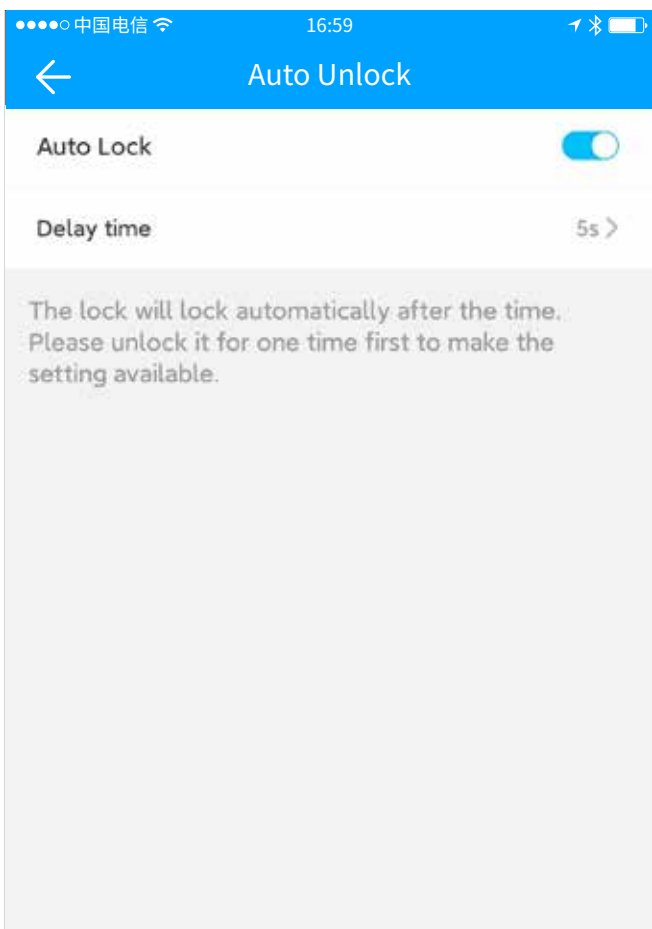 中国电信 16:59
Auto Unlock
Auto Lock
Delay time 5s
The lock will lock automatically after the time.
Please unlock it for one time first to make the
setting available.